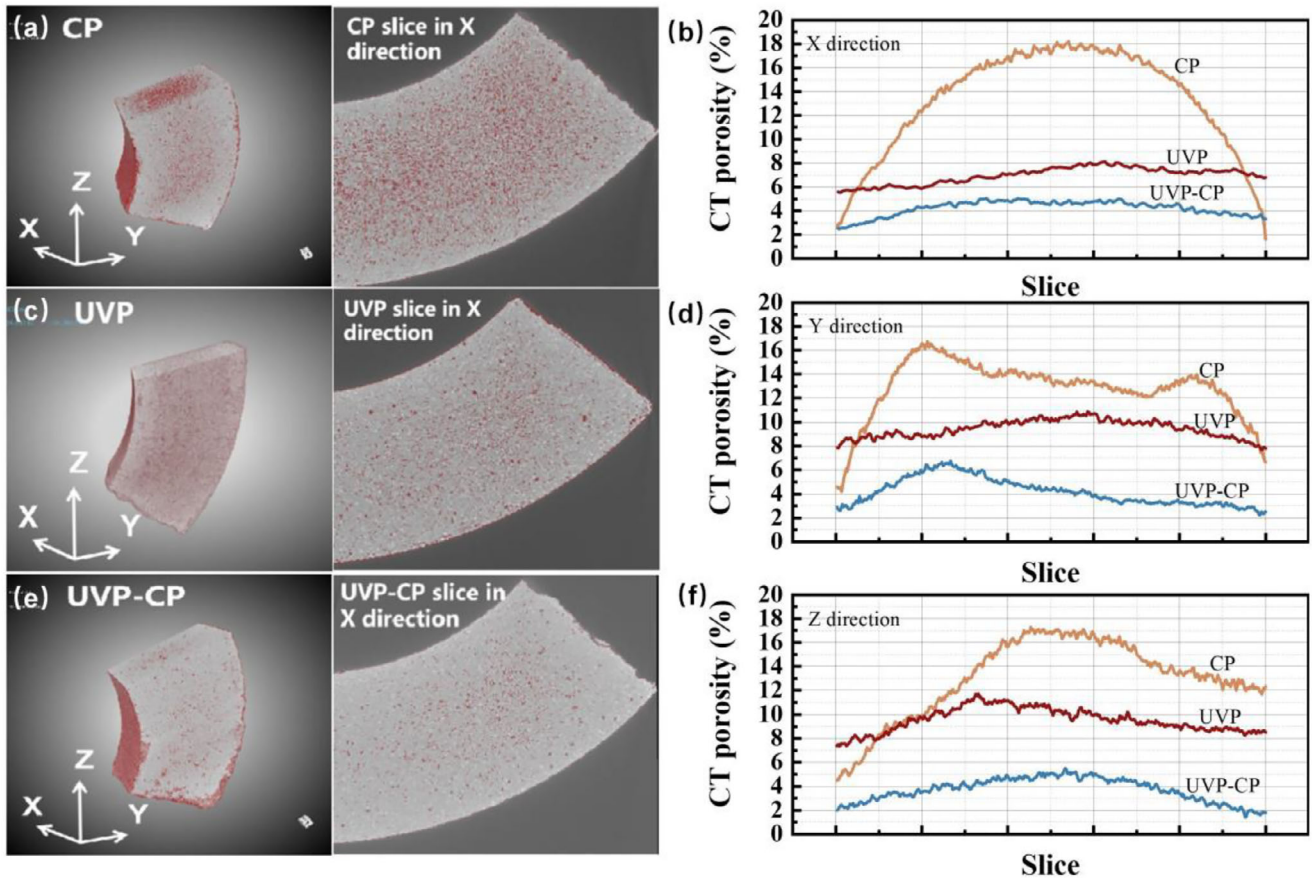 (a) CP
Z
X
Y
CP slice in X
direction
(b)
CT porosity (%)
20
18
16
14
12
10
8
6
4
2
0
X direction
CP
UVP
UVP-CP
Slice
(c) UVP
Z
X
Y
UVP slice in X
direction
(d)
CT porosity (%)
20
18
16
14
12
10
8
6
4
2
0
Y direction
CP
UVP
UVP-CP
Slice
(e) UVP-CP
Z
X
Y
UVP-CP slice in
X direction
(f)
CT porosity (%)
20
18
16
14
12
10
8
6
4
2
0
Z direction
CP
UVP
UVP-CP
Slice